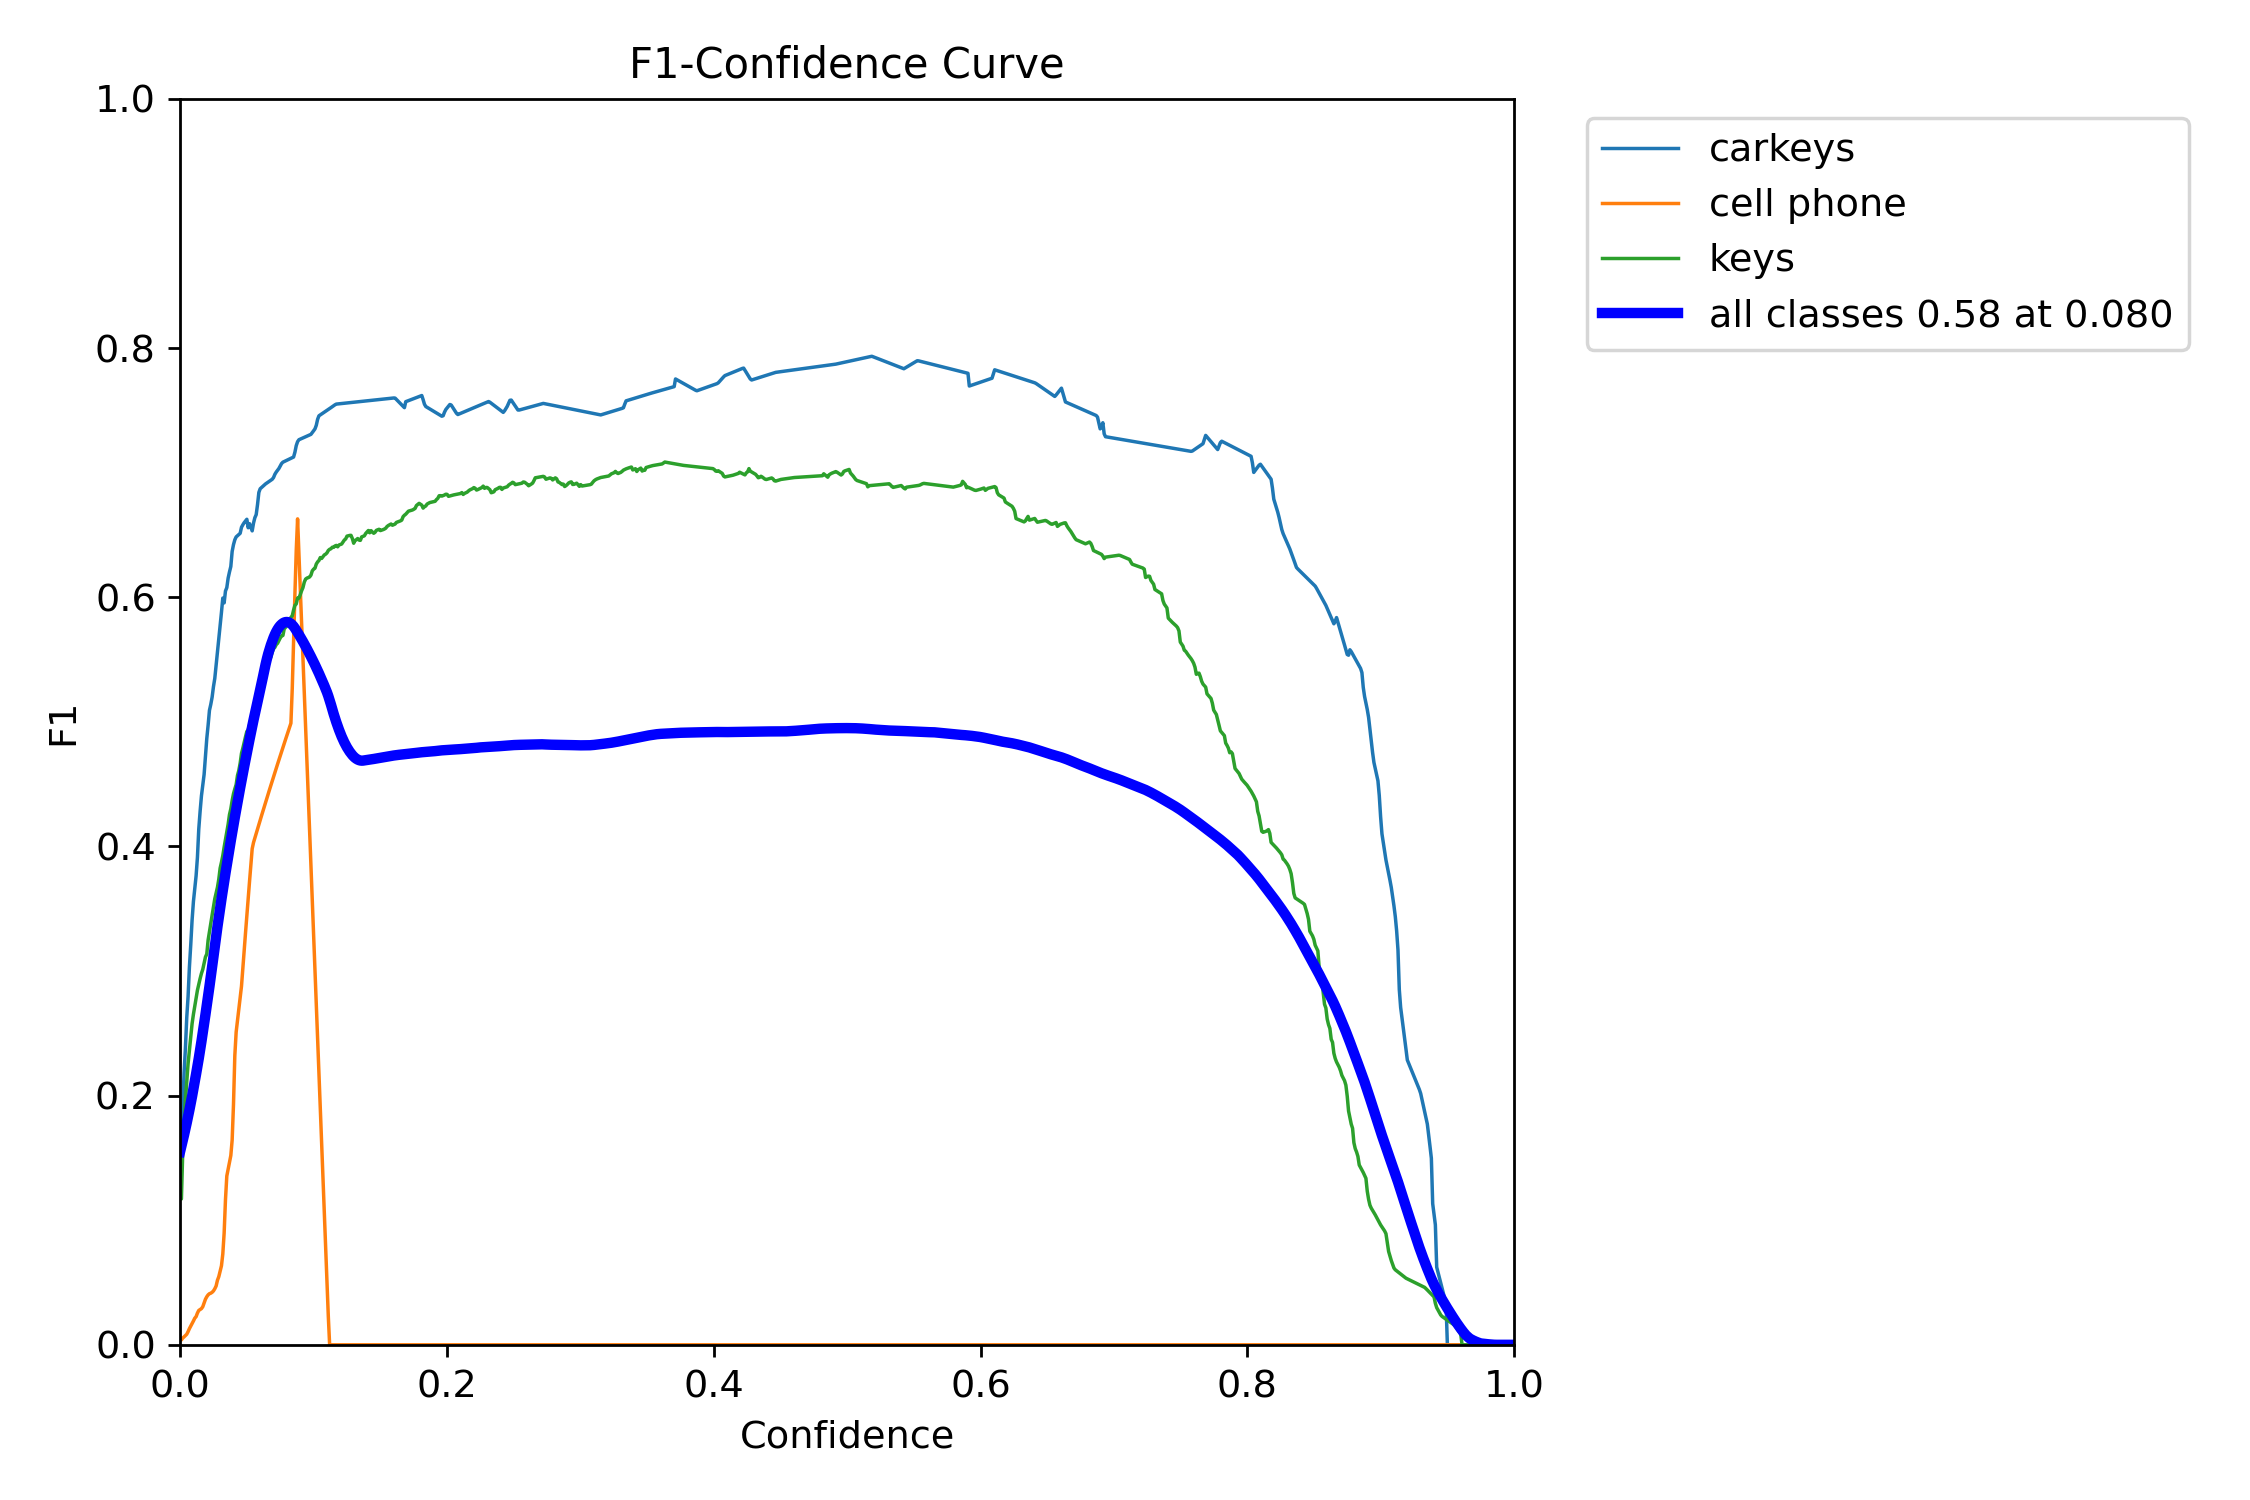 F1-Confidence Curve
1.0
0.8
0.6
0.4
0.2
0.0
F1
0.0 0.2 0.4 0.6 0.8 1.0
Confidence
carkeys
cell phone
keys
all classes 0.58 at 0.080